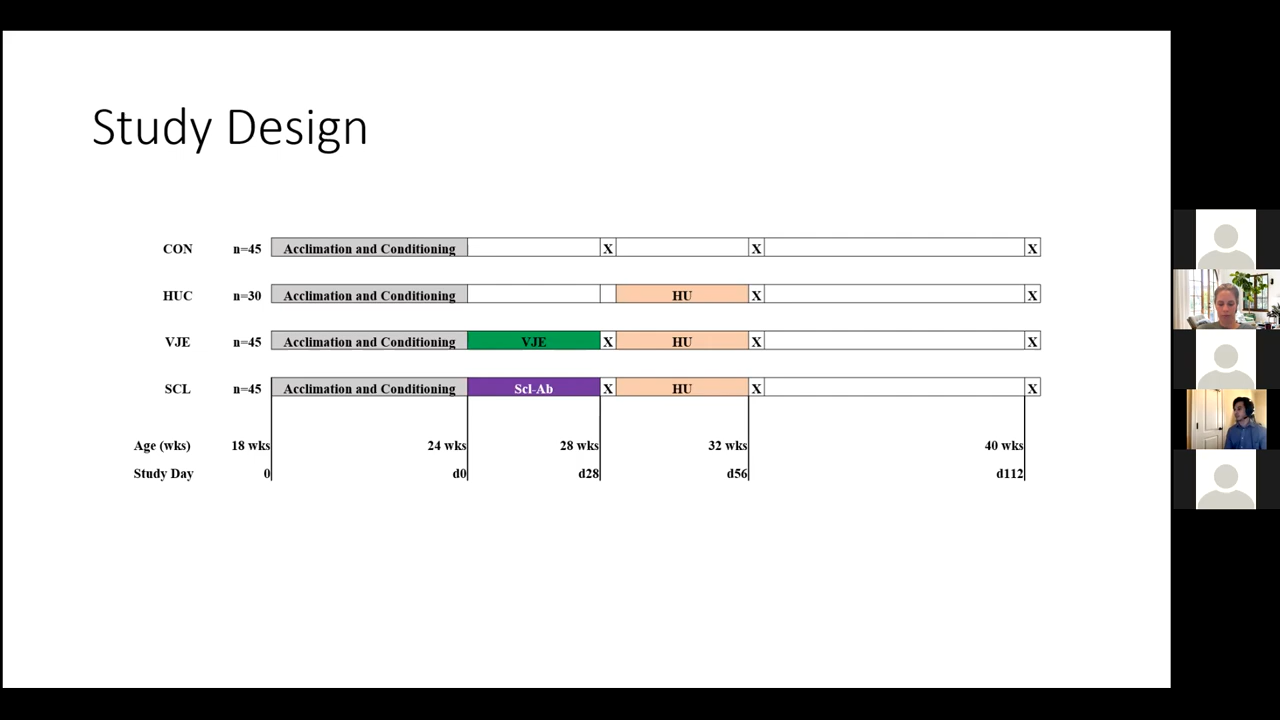 Study Design
CON n=45 Acclimation and Conditioning X X X
HUC n=30 Acclimation and Conditioning HU X X
VJE n=45 Acclimation and Conditioning VJE X HU X X
SCL n=45 Acclimation and Conditioning Scl-Ab X HU X X
Age (wks) 18 wks 24 wks 28 wks 32 wks 40 wks
Study Day 0 d0 d28 d56 d112